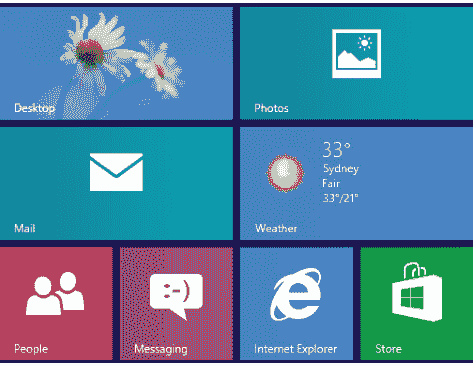 Desktop
Photos
Mail
33°
Sydney
Fair
33°/21°
Weather
People
:-)
Messaging
Internet Explorer
Store